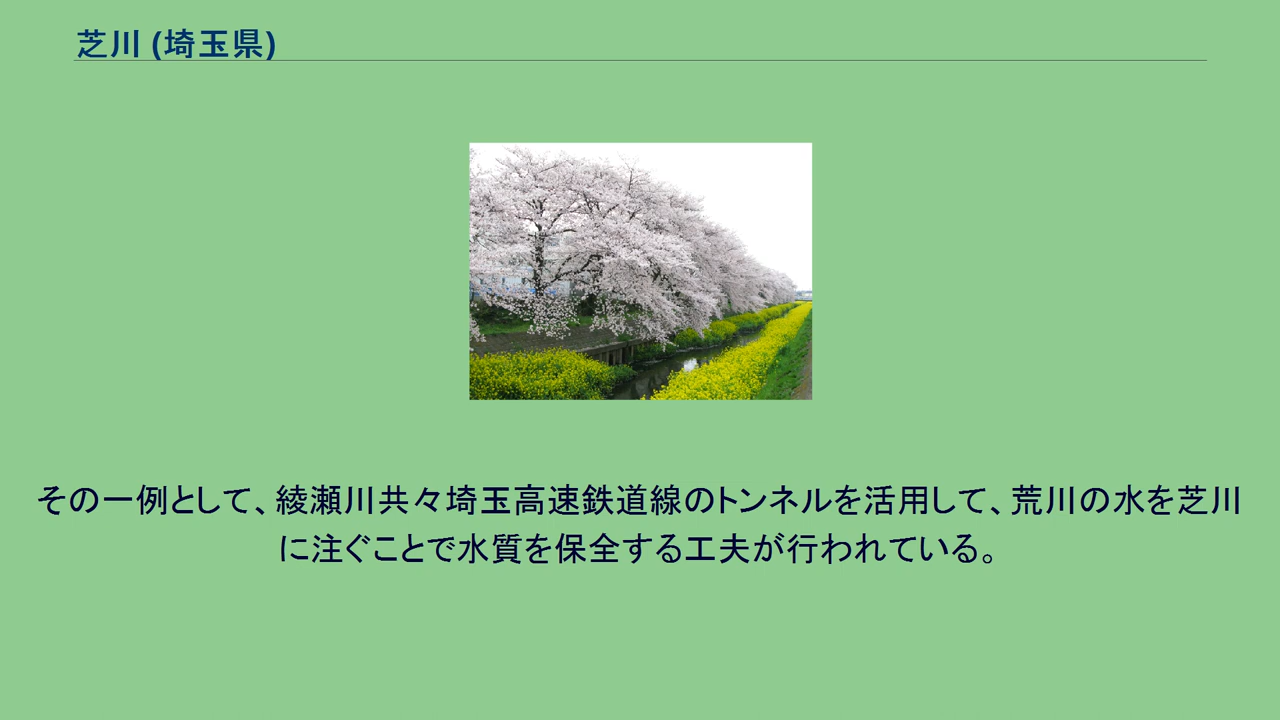 芝川 (埼玉県)
その一例として、綾瀬川共々埼玉高速鉄道線のトンネルを活用して、荒川の水を芝川
に注ぐことで水質を保全する工夫が行われている。